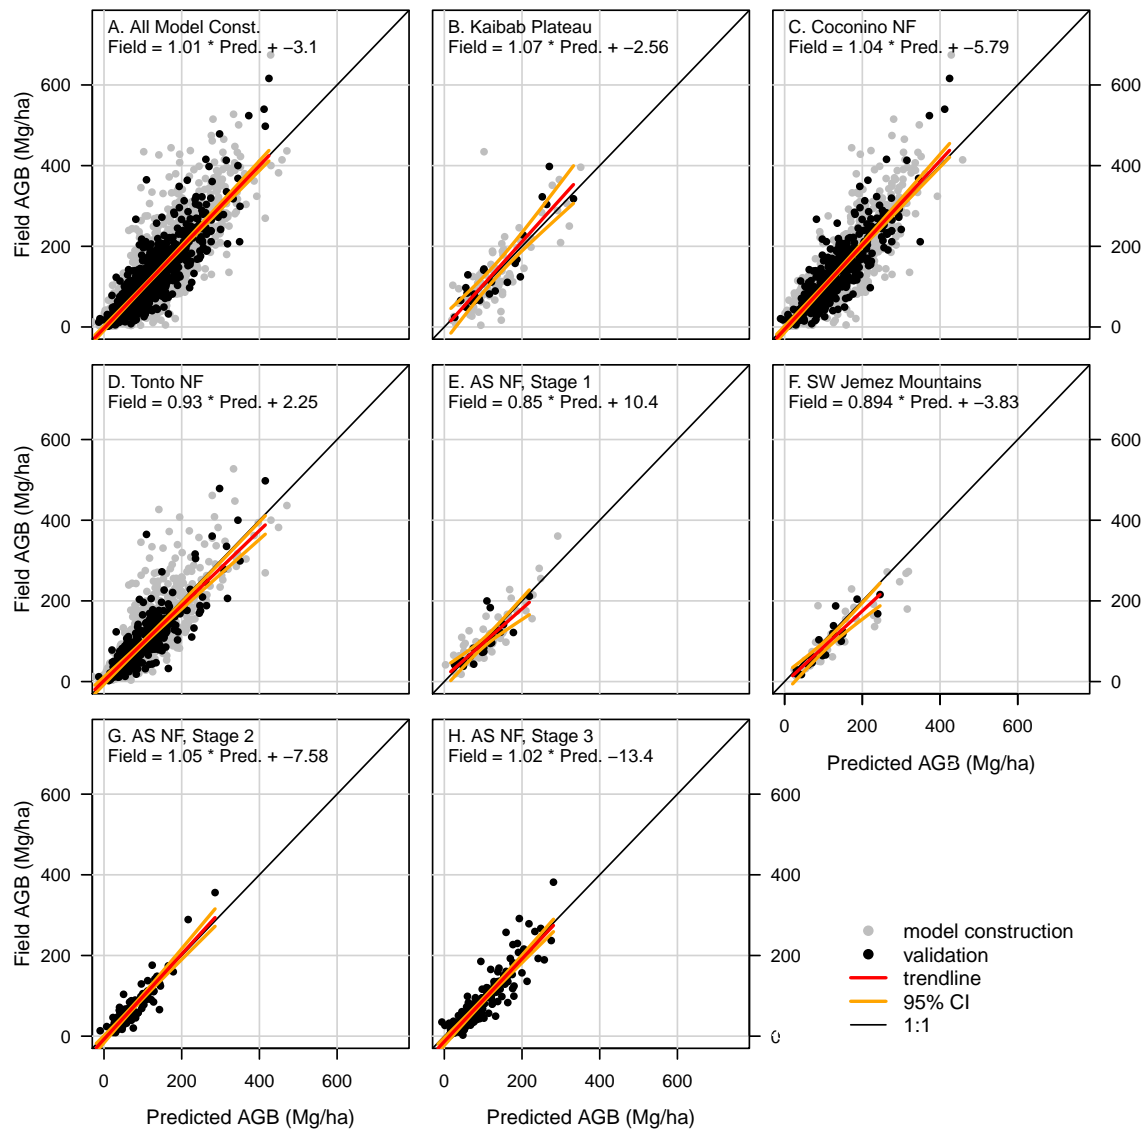 A. All Model Const.
Field = 1.01 * Pred. + −3.1
B. Kaibab Plateau
Field = 1.07 * Pred. + −2.56
C. Coconino NF
Field = 1.04 * Pred. + −5.79
Field AGB (Mg/ha)
600
400
200
0
600
400
200
0
D. Tonto NF
Field = 0.93 * Pred. + 2.25
E. AS NF, Stage 1
Field = 0.85 * Pred. + 10.4
F. SW Jemez Mountains
Field = 0.894 * Pred. + −3.83
Field AGB (Mg/ha)
600
400
200
0
600
400
200
0
0 200 400 600
Predicted AGB (Mg/ha)
G. AS NF, Stage 2
Field = 1.05 * Pred. + −7.58
H. AS NF, Stage 3
Field = 1.02 * Pred. −13.4
Field AGB (Mg/ha)
600
400
200
0
600
400
200
0
0 200 400 600
Predicted AGB (Mg/ha)
0 200 400 600
Predicted AGB (Mg/ha)
model construction
validation
trendline
95% CI
1:1